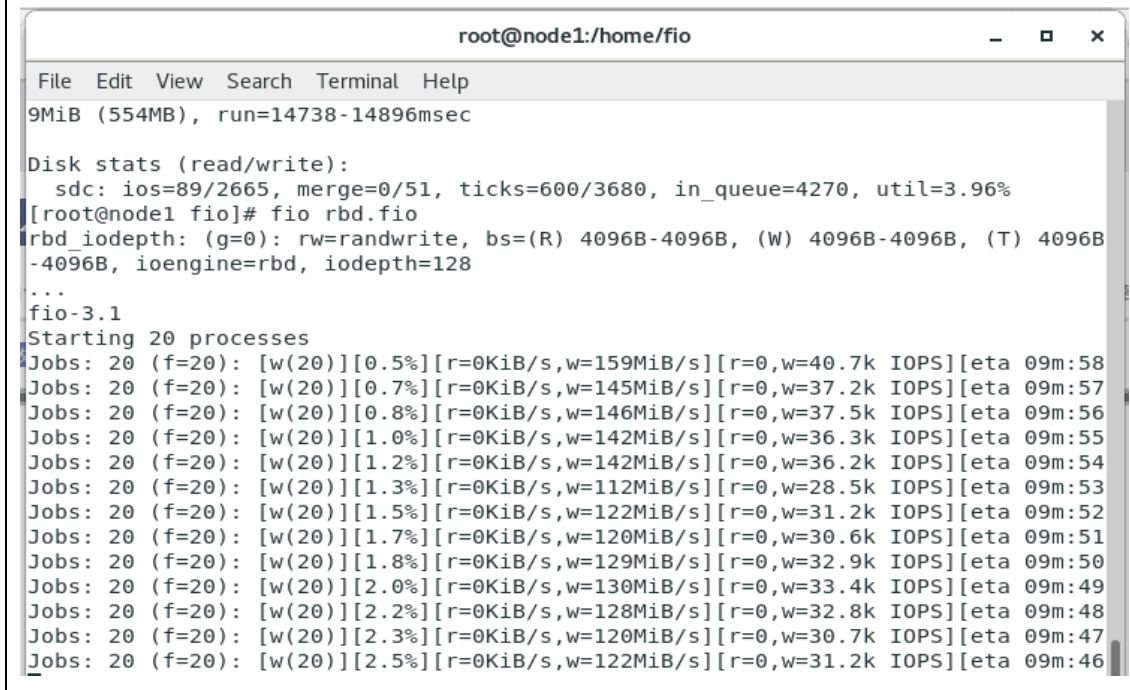 root@node1:/home/fio
File Edit View Search Terminal Help
9MiB (554MB), run=14738-14896msec
Disk stats (read/write):
  sdc: ios=89/2665, merge=0/51, ticks=600/3680, in_queue=4270, util=3.96%
[root@node1 fio]# fio rbd.fio
rbd_iodepth: (g=0): rw=randwrite, bs=(R) 4096B-4096B, (W) 4096B-4096B, (T) 4096B
-4096B, ioengine=rbd, iodepth=128
...
fio-3.1
Starting 20 processes
Jobs: 20 (f=20): [w(20)][0.5%][r=0KiB/s,w=159MiB/s][r=0,w=40.7k IOPS][eta 09m:58
Jobs: 20 (f=20): [w(20)][0.7%][r=0KiB/s,w=145MiB/s][r=0,w=37.2k IOPS][eta 09m:57
Jobs: 20 (f=20): [w(20)][0.8%][r=0KiB/s,w=146MiB/s][r=0,w=37.5k IOPS][eta 09m:56
Jobs: 20 (f=20): [w(20)][1.0%][r=0KiB/s,w=142MiB/s][r=0,w=36.3k IOPS][eta 09m:55
Jobs: 20 (f=20): [w(20)][1.2%][r=0KiB/s,w=142MiB/s][r=0,w=36.2k IOPS][eta 09m:54
Jobs: 20 (f=20): [w(20)][1.3%][r=0KiB/s,w=112MiB/s][r=0,w=28.5k IOPS][eta 09m:53
Jobs: 20 (f=20): [w(20)][1.5%][r=0KiB/s,w=122MiB/s][r=0,w=31.2k IOPS][eta 09m:52
Jobs: 20 (f=20): [w(20)][1.7%][r=0KiB/s,w=120MiB/s][r=0,w=30.6k IOPS][eta 09m:51
Jobs: 20 (f=20): [w(20)][1.8%][r=0KiB/s,w=129MiB/s][r=0,w=32.9k IOPS][eta 09m:50
Jobs: 20 (f=20): [w(20)][2.0%][r=0KiB/s,w=130MiB/s][r=0,w=33.4k IOPS][eta 09m:49
Jobs: 20 (f=20): [w(20)][2.2%][r=0KiB/s,w=128MiB/s][r=0,w=32.8k IOPS][eta 09m:48
Jobs: 20 (f=20): [w(20)][2.3%][r=0KiB/s,w=120MiB/s][r=0,w=30.7k IOPS][eta 09m:47
Jobs: 20 (f=20): [w(20)][2.5%][r=0KiB/s,w=122MiB/s][r=0,w=31.2k IOPS][eta 09m:46